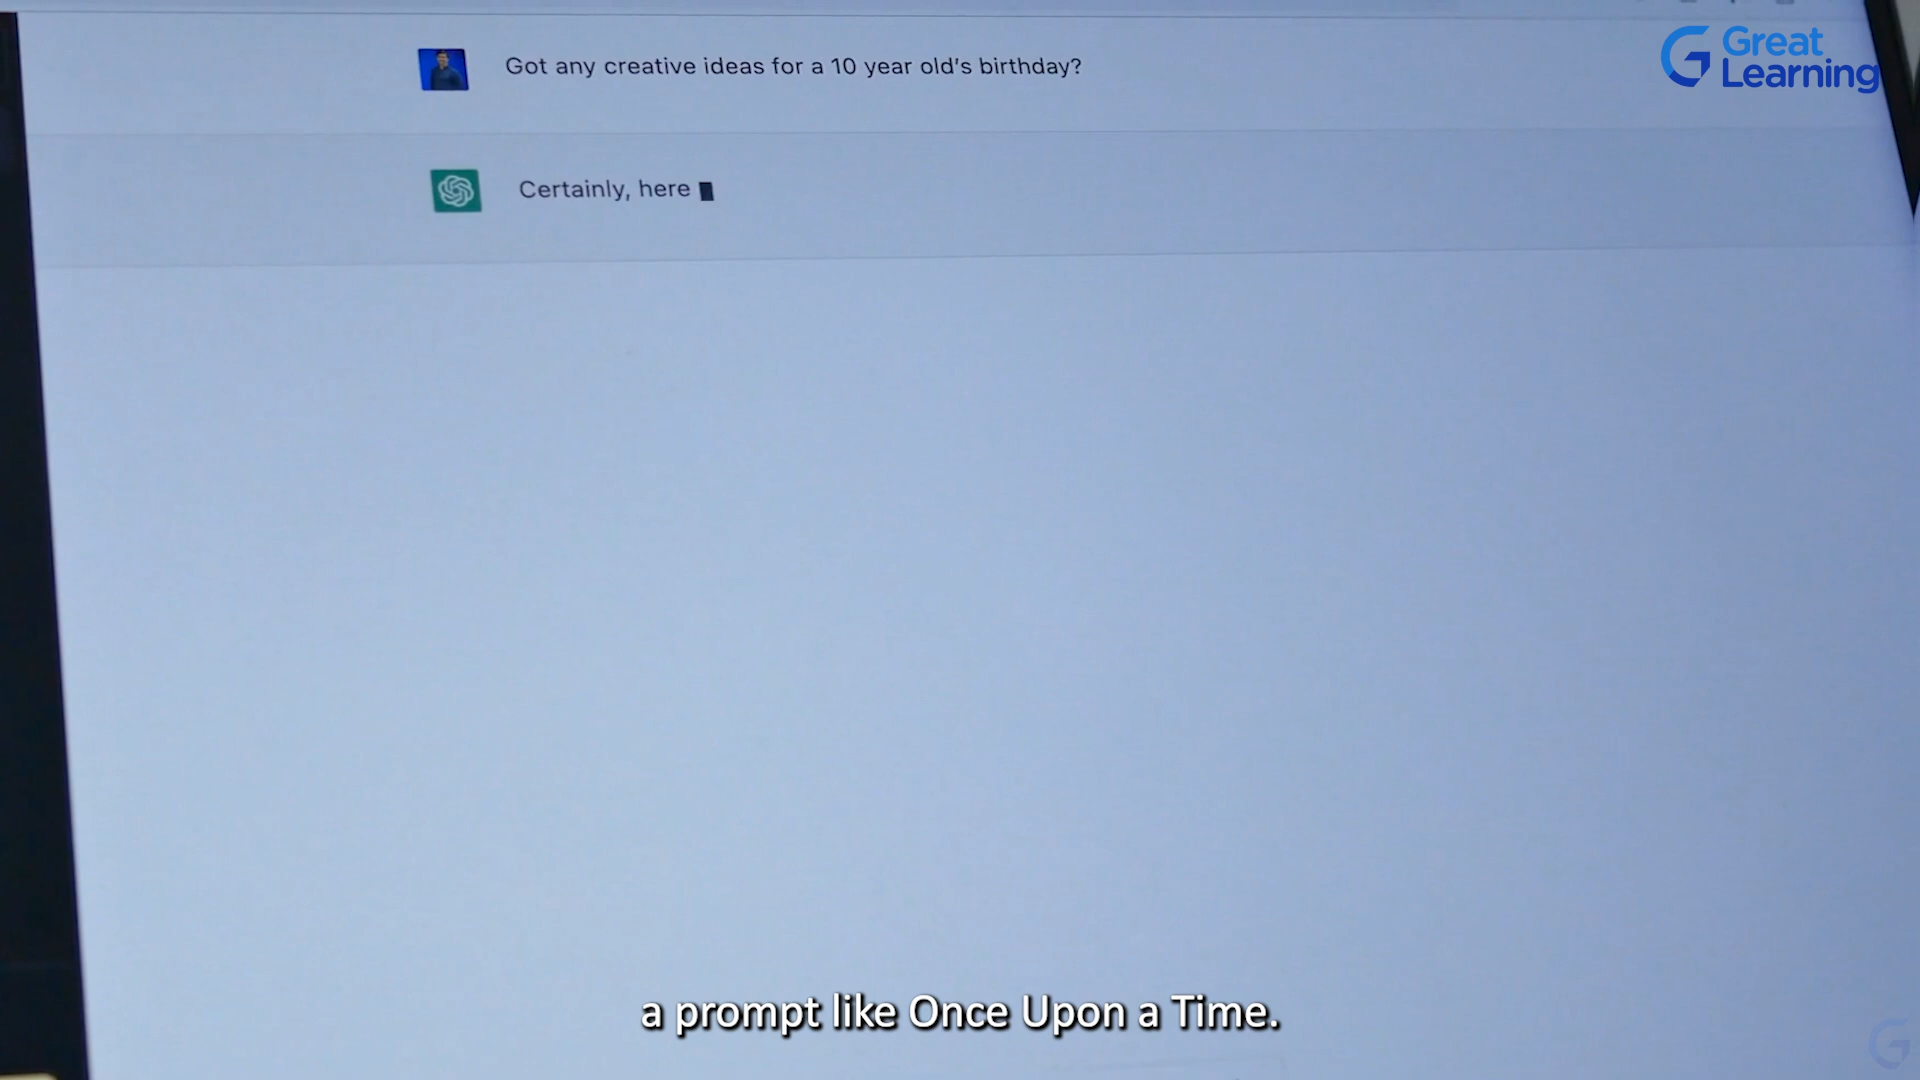 Great
Learning
Got any creative ideas for a 10 year old's birthday?
Certainly, here
a prompt like Once Upon a Time.